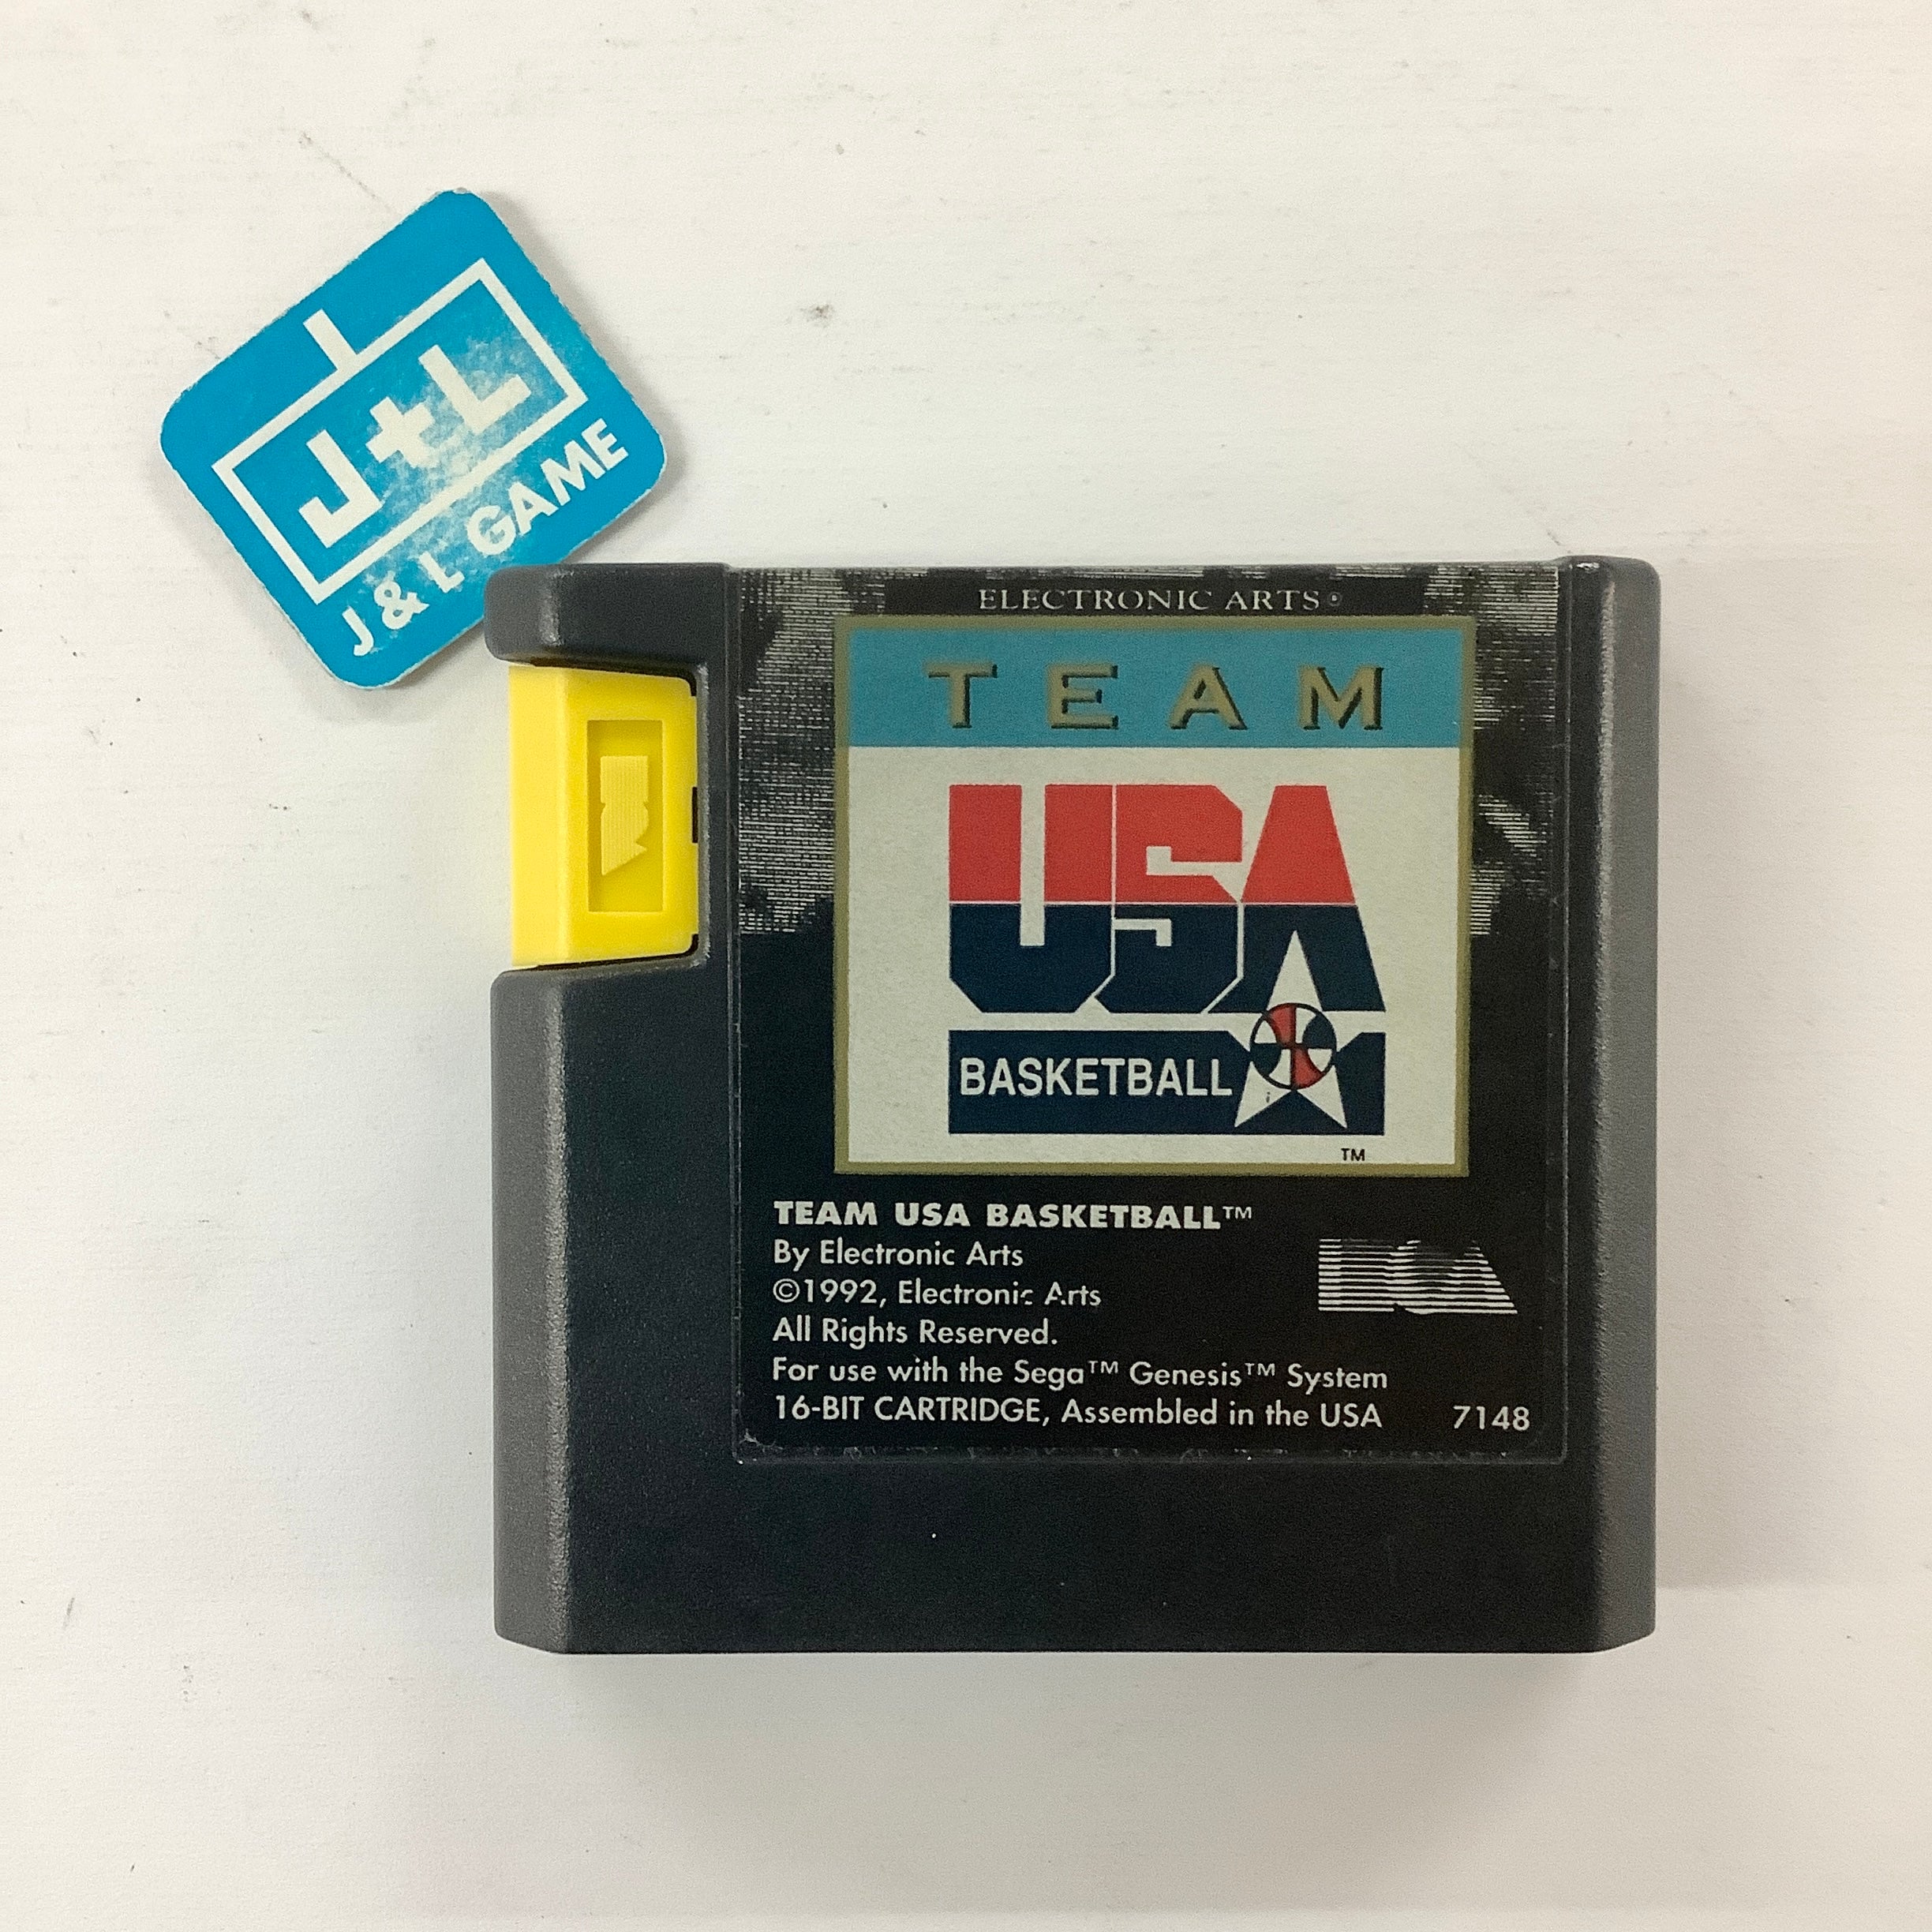 J+L
J & L GAME
ELECTRONIC ARTS®
TEAM
USA
BASKETBALL
TM
TEAM USA BASKETBALL™
By Electronic Arts
©1992, Electronic Arts
All Rights Reserved.
EA
For use with the Sega™ Genesis™ System
16-BIT CARTRIDGE, Assembled in the USA 7148